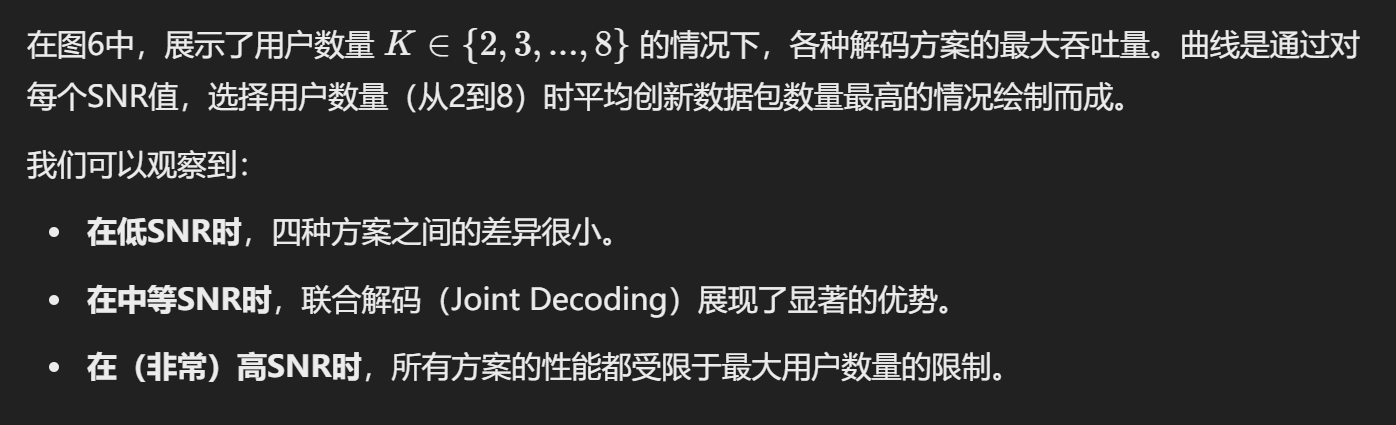 在图6中，展示了用户数量 K ∈ {2, 3, ..., 8} 的情况下，各种解码方案的最大吞吐量。曲线是通过对
每个SNR值，选择用户数量（从2到8）时平均创新数据包数量最高的情况绘制而成。
我们可以观察到：
• 在低SNR时，四种方案之间的差异很小。
• 在中等SNR时，联合解码（Joint Decoding）展现了显著的优势。
• 在（非常）高SNR时，所有方案的性能都受限于最大用户数量的限制。